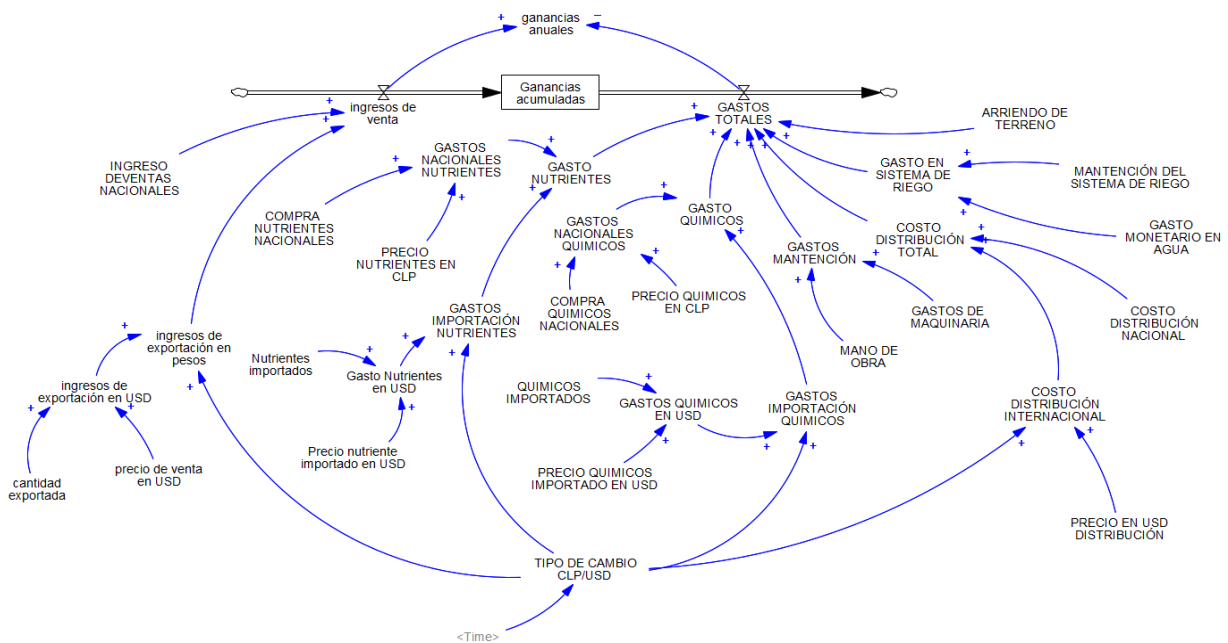 ganancias
anuales
Ganancias
acumuladas
ingresos de
venta
GASTOS
TOTALES
ARRIENDO DE
TERRENO
INGRESO
DEVENTAS
NACIONALES
GASTOS
NACIONALES
NUTRIENTES
GASTO
NUTRIENTES
GASTO EN
SISTEMA DE
RIEGO
MANTENCIÓN DEL
SISTEMA DE RIEGO
COMPRA
NUTRIENTES
NACIONALES
PRECIO
NUTRIENTES EN
CLP
GASTOS
NACIONALES
QUIMICOS
GASTO
QUIMICOS
GASTOS
MANTENCIÓN
COSTO
DISTRIBUCIÓN
TOTAL
GASTO
MONETARIO EN
AGUA
COMPRA
QUIMICOS
NACIONALES
PRECIO QUIMICOS
EN CLP
GASTOS DE
MAQUINARIA
COSTO
DISTRIBUCIÓN
NACIONAL
GASTOS
IMPORTACIÓN
NUTRIENTES
MANO DE
OBRA
ingresos de
exportación en
pesos
Nutrientes
importados
Gasto Nutrientes
en USD
ingresos de
exportación en USD
QUIMICOS
IMPORTADOS
GASTOS QUIMICOS
EN USD
GASTOS
IMPORTACIÓN
QUIMICOS
COSTO
DISTRIBUCIÓN
INTERNACIONAL
Precio nutriente
importado en USD
cantidad
exportada
precio de venta
en USD
PRECIO QUIMICOS
IMPORTADO EN USD
PRECIO EN USD
DISTRIBUCIÓN
TIPO DE CAMBIO
CLP/USD
<Time>